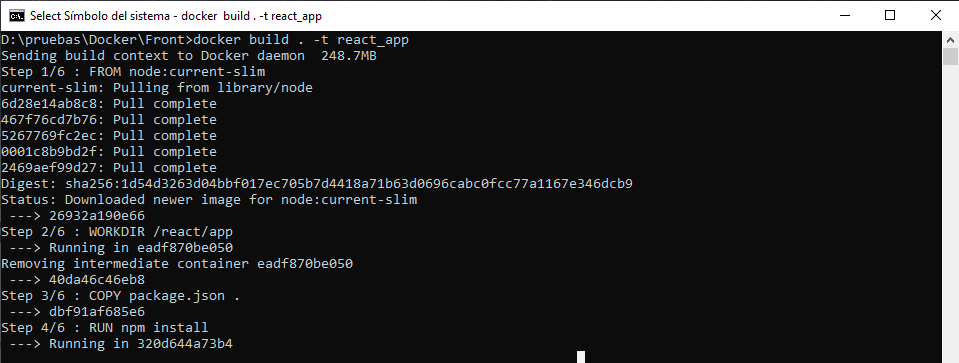 Select Símbolo del sistema - docker  build . -t react_app
D:\pruebas\Docker\Front>docker build . -t react_app
Sending build context to Docker daemon  248.7MB
Step 1/6 : FROM node:current-slim
current-slim: Pulling from library/node
6d28e14ab8c8: Pull complete
467f76cd7b76: Pull complete
5267769fc2ec: Pull complete
0001c8b9bd2f: Pull complete
2469aef99d27: Pull complete
Digest: sha256:1d54d3263d04bbf017ec705b7d4418a71b63d0696cabc0fcc77a1167e346dcb9
Status: Downloaded newer image for node:current-slim
 ---> 26932a190e66
Step 2/6 : WORKDIR /react/app
 ---> Running in eadf870be050
Removing intermediate container eadf870be050
 ---> 40da46c46eb8
Step 3/6 : COPY package.json .
 ---> dbf91af685e6
Step 4/6 : RUN npm install
 ---> Running in 320d644a73b4